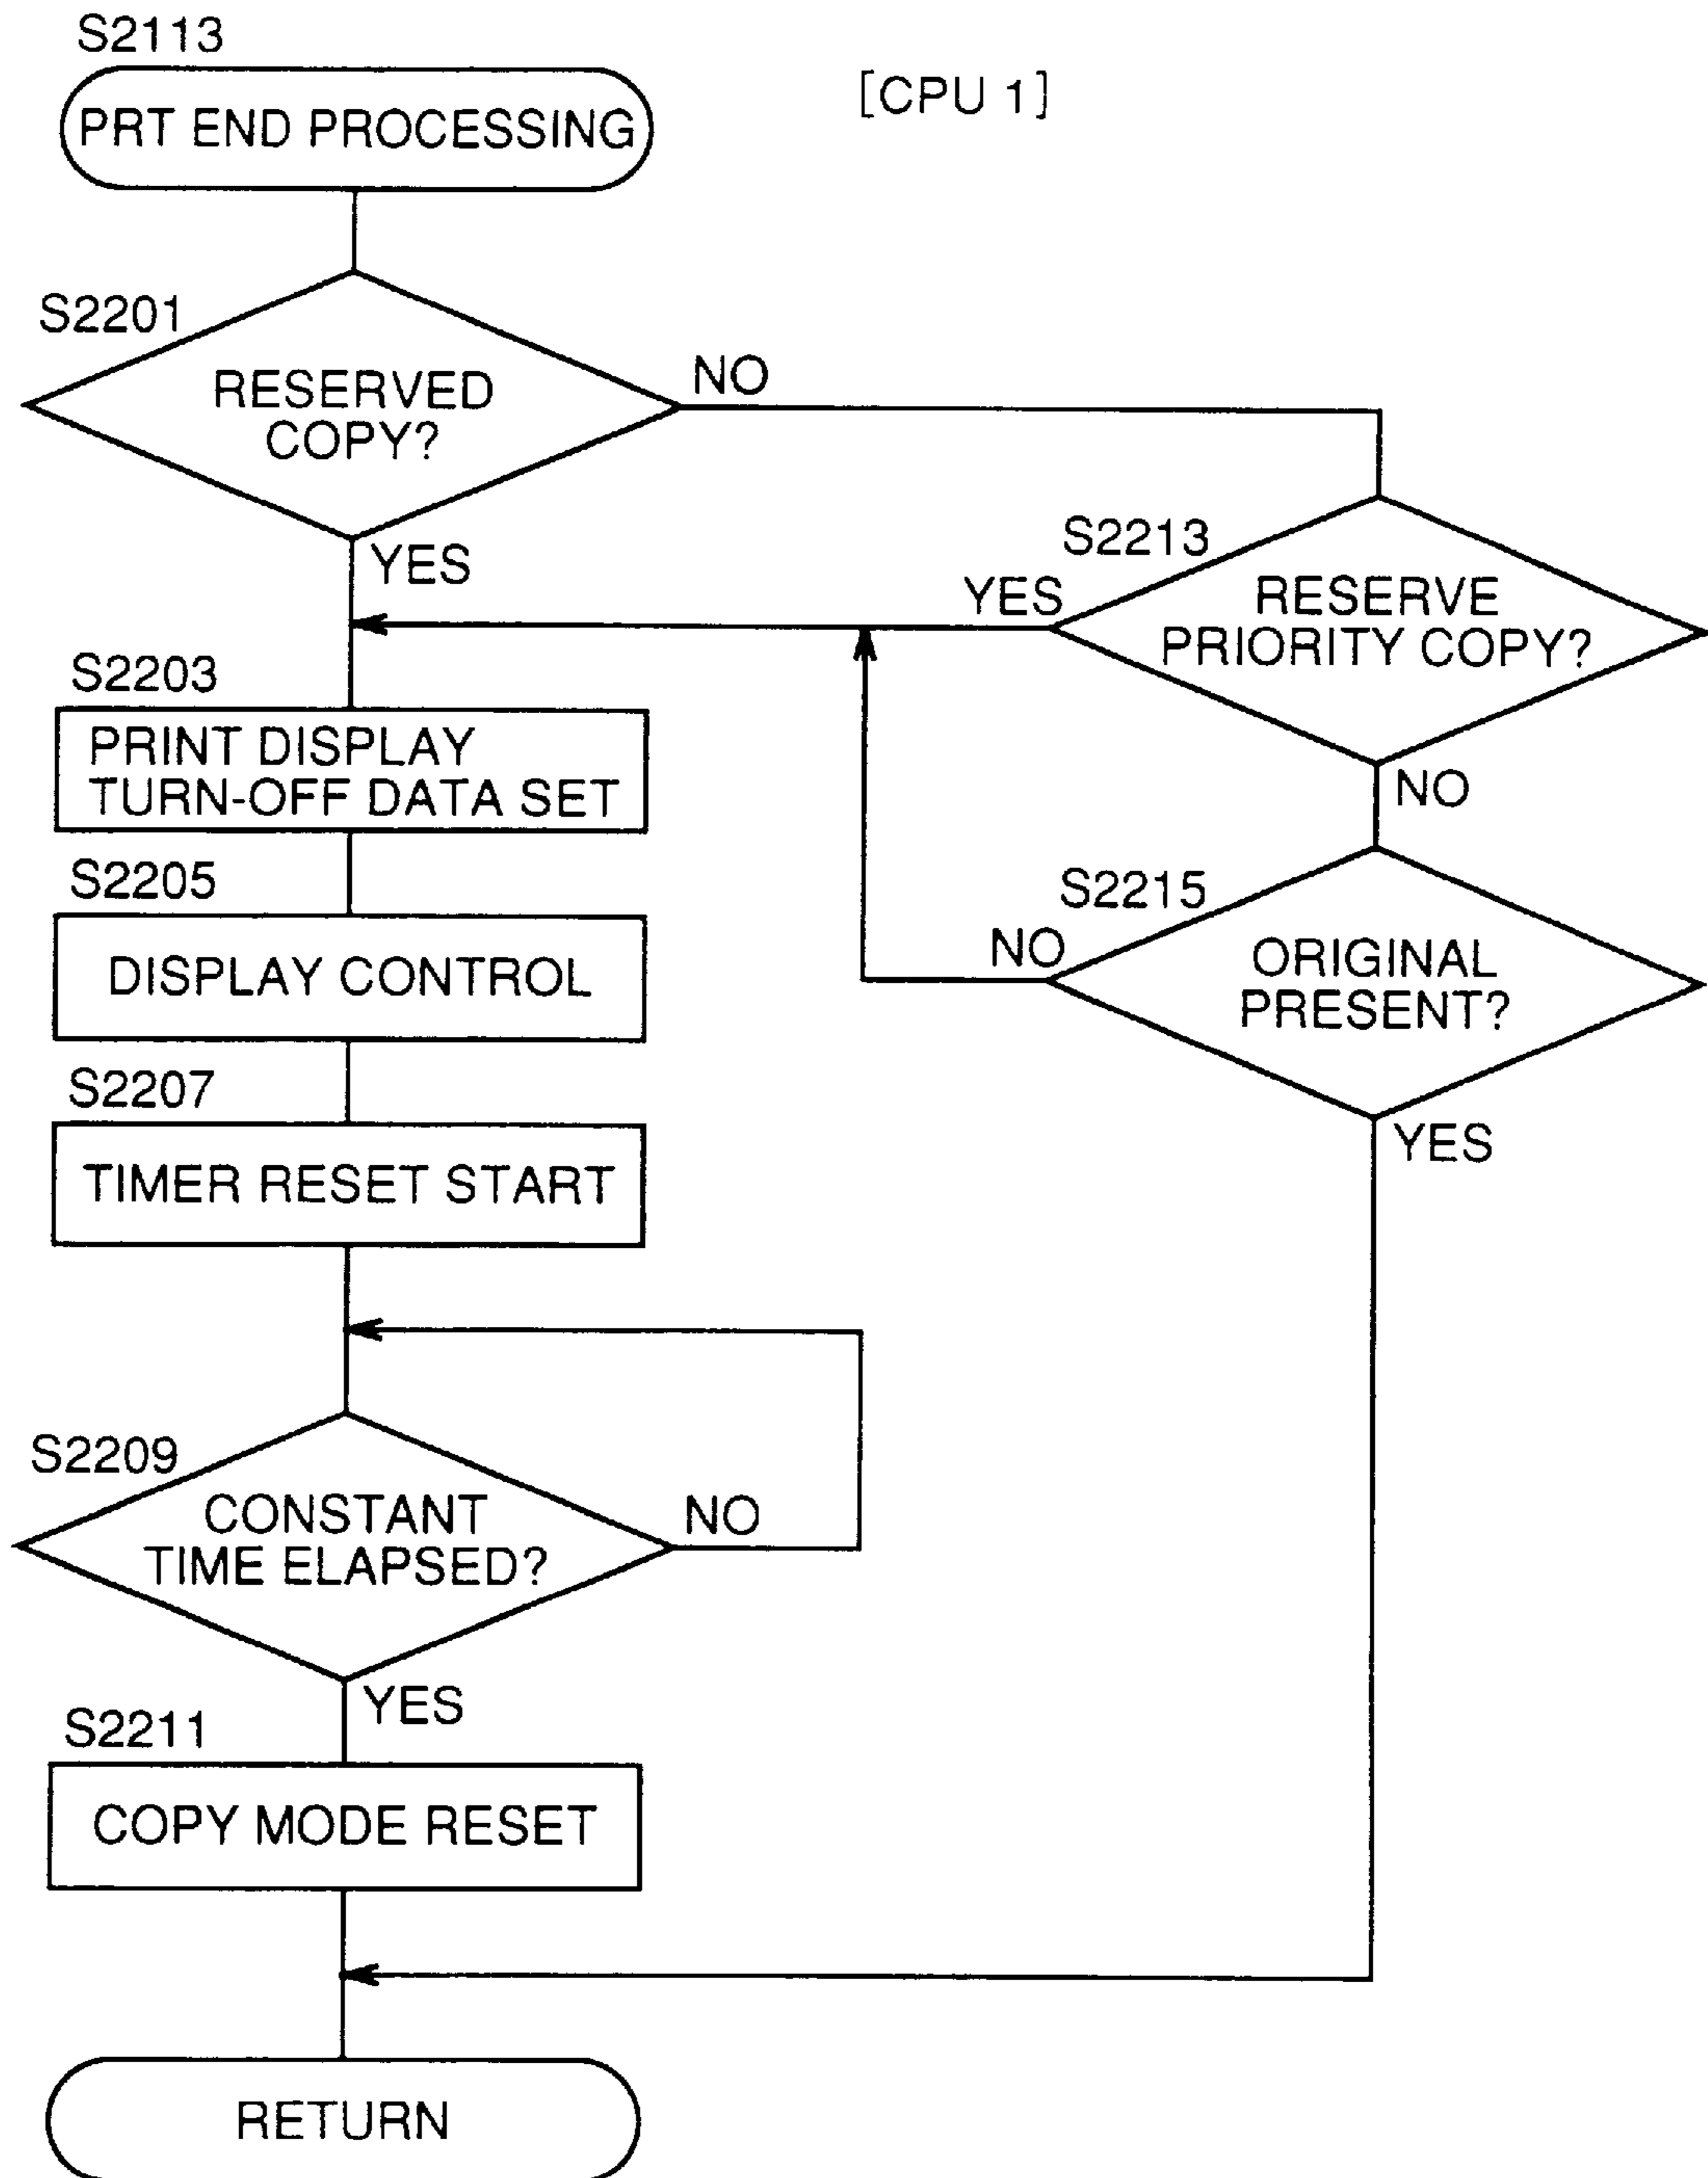 S2113
[CPU 1]
PRT END PROCESSING
S2201
RESERVED
COPY?
NO
YES
S2213
RESERVE
PRIORITY COPY?
YES
NO
S2203
PRINT DISPLAY
TURN-OFF DATA SET
S2205
DISPLAY CONTROL
S2215
ORIGINAL
PRESENT?
NO
YES
S2207
TIMER RESET START
S2209
CONSTANT
TIME ELAPSED?
NO
YES
S2211
COPY MODE RESET
RETURN